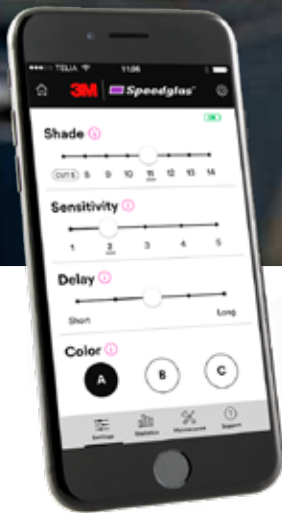 TELIA 11:06
3M Speedglas
ON
Shade
CUT 5 8 9 10 11 12 13 14
Sensitivity
1 2 3 4 5
Delay
Short Long
Color
A B C
Settings Statistics Maintenance Support